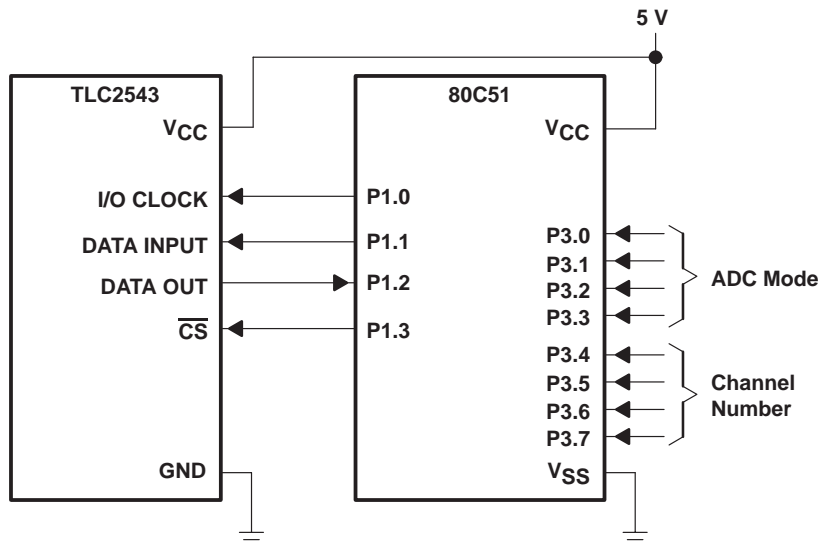 5 V
TLC2543
VCC
I/O CLOCK
DATA INPUT
DATA OUT
CS
GND
80C51
VCC
P1.0
P1.1
P1.2
P1.3
P3.0
P3.1
P3.2
P3.3
P3.4
P3.5
P3.6
P3.7
VSS
ADC Mode
Channel
Number